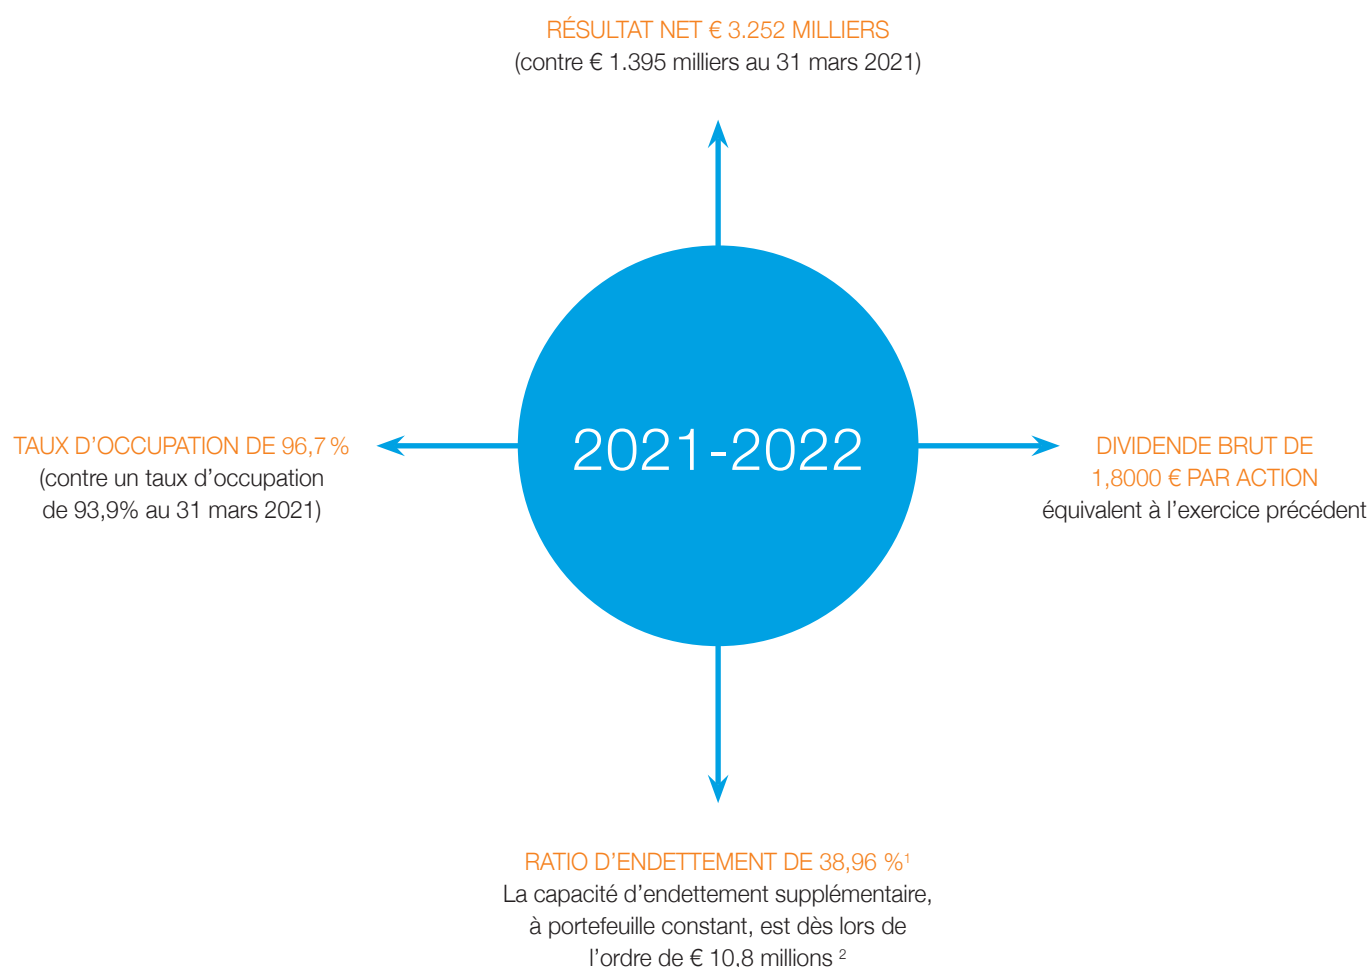 RÉSULTAT NET € 3.252 MILLIERS
(contre € 1.395 milliers au 31 mars 2021)
TAUX D’OCCUPATION DE 96,7 %
(contre un taux d’occupation
de 93,9% au 31 mars 2021)
2021-2022
DIVIDENDE BRUT DE
1,8000 € PAR ACTION
équivalent à l’exercice précédent
RATIO D’ENDETTEMENT DE 38,96 %¹
La capacité d’endettement supplémentaire,
à portefeuille constant, est dès lors de
l’ordre de € 10,8 millions ²